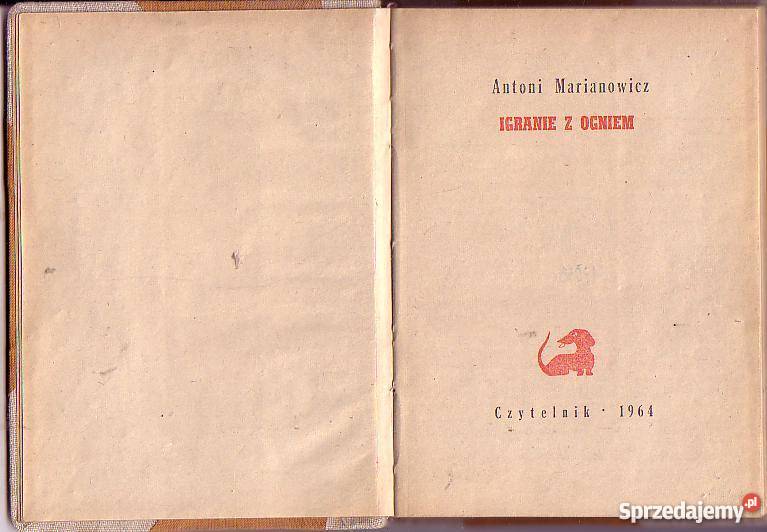 Antoni Marianowicz
IGRANIE Z OGNIEM
Czytelnik · 1964
Sprzedajemy.pl